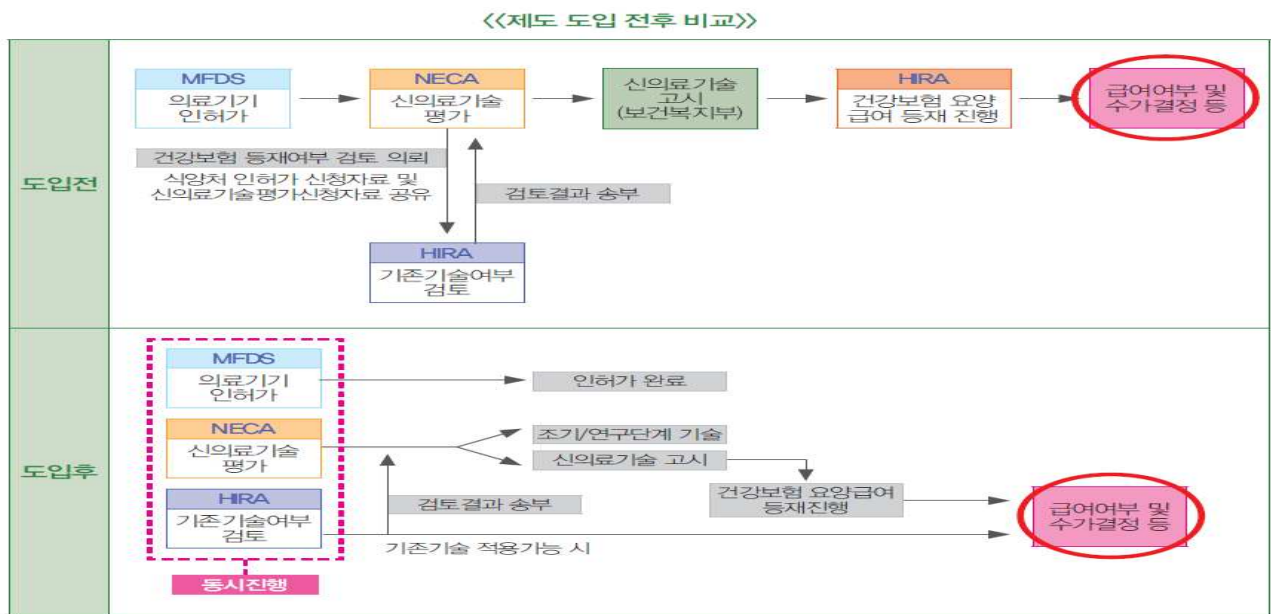 《제도 도입 전후 비교》
도입전
MFDS
의료기기
인허가
NECA
신의료기술
평가
신의료기술
고시
(보건복지부)
HIRA
건강보험 요양
급여 등재 진행
급여여부 및
수가결정 등
건강보험 등재여부 검토 의뢰
식양처 인허가 신청자료 및
신의료기술평가신청자료 공유
검토결과 송부
HIRA
기존기술여부
검토
도입후
MFDS
의료기기
인허가
인허가 완료
NECA
신의료기술
평가
조기/연구단계 기술
신의료기술 고시
HIRA
기존기술여부
검토
검토결과 송부
건강보험 요양급여
등재진행
급여여부 및
수가결정 등
기존기술 적용가능 시
동시진행